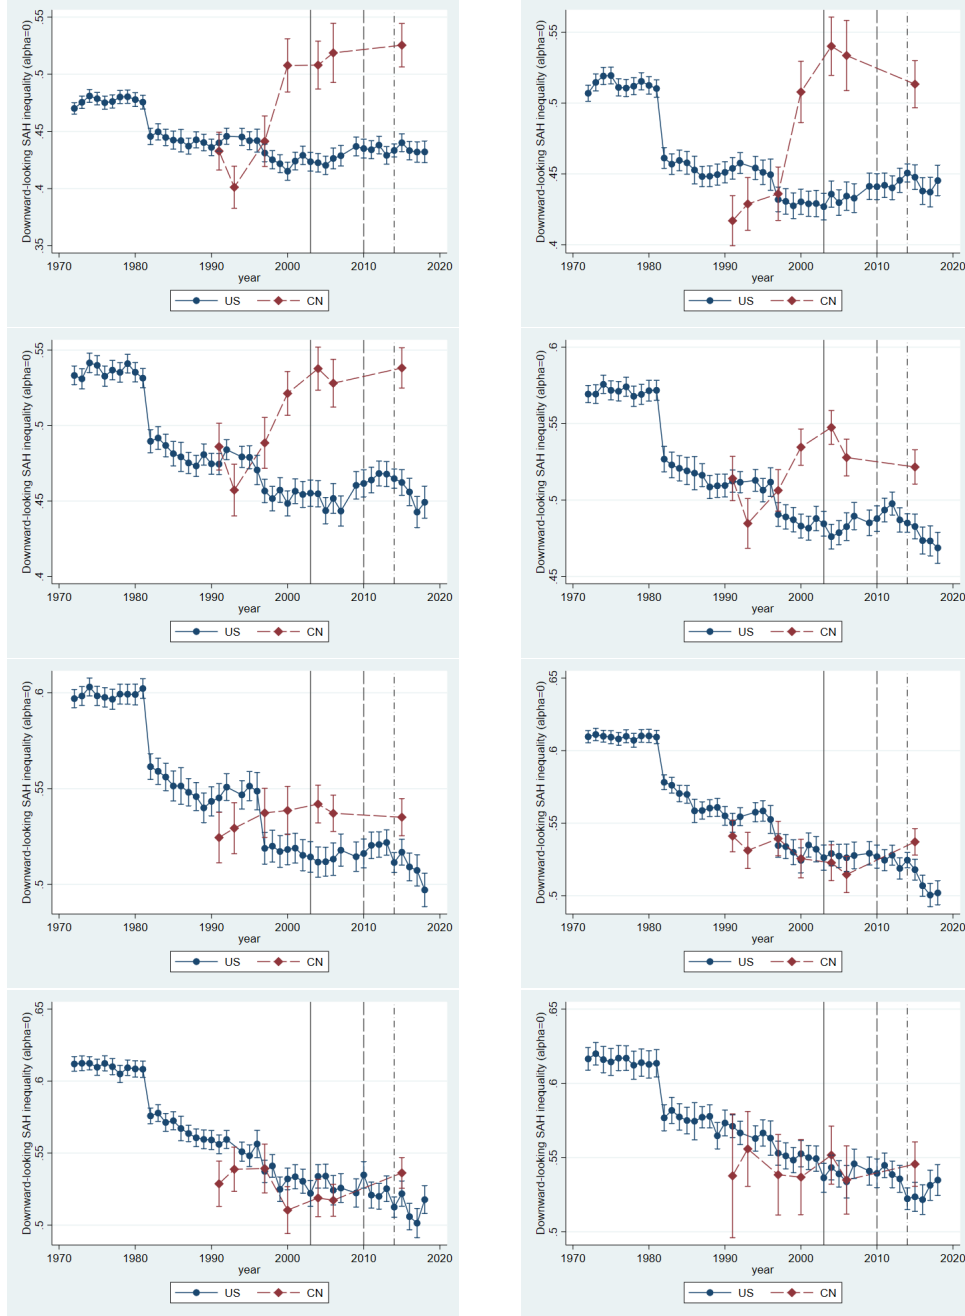 Downward-looking SAH inequality (alpha=0)
.55
.5
.45
.4
.35
1970 1980 1990 2000 2010 2020
year
US CN
Downward-looking SAH inequality (alpha=0)
.55
.5
.45
.4
1970 1980 1990 2000 2010 2020
year
US CN
Downward-looking SAH inequality (alpha=0)
.55
.5
.45
.4
1970 1980 1990 2000 2010 2020
year
US CN
Downward-looking SAH inequality (alpha=0)
.6
.55
.5
.45
1970 1980 1990 2000 2010 2020
year
US CN
Downward-looking SAH inequality (alpha=0)
.6
.55
.5
1970 1980 1990 2000 2010 2020
year
US CN
Downward-looking SAH inequality (alpha=0)
.65
.6
.55
.5
1970 1980 1990 2000 2010 2020
year
US CN
Downward-looking SAH inequality (alpha=0)
.65
.6
.55
.5
1970 1980 1990 2000 2010 2020
year
US CN
Downward-looking SAH inequality (alpha=0)
.65
.6
.55
.5
1970 1980 1990 2000 2010 2020
year
US CN